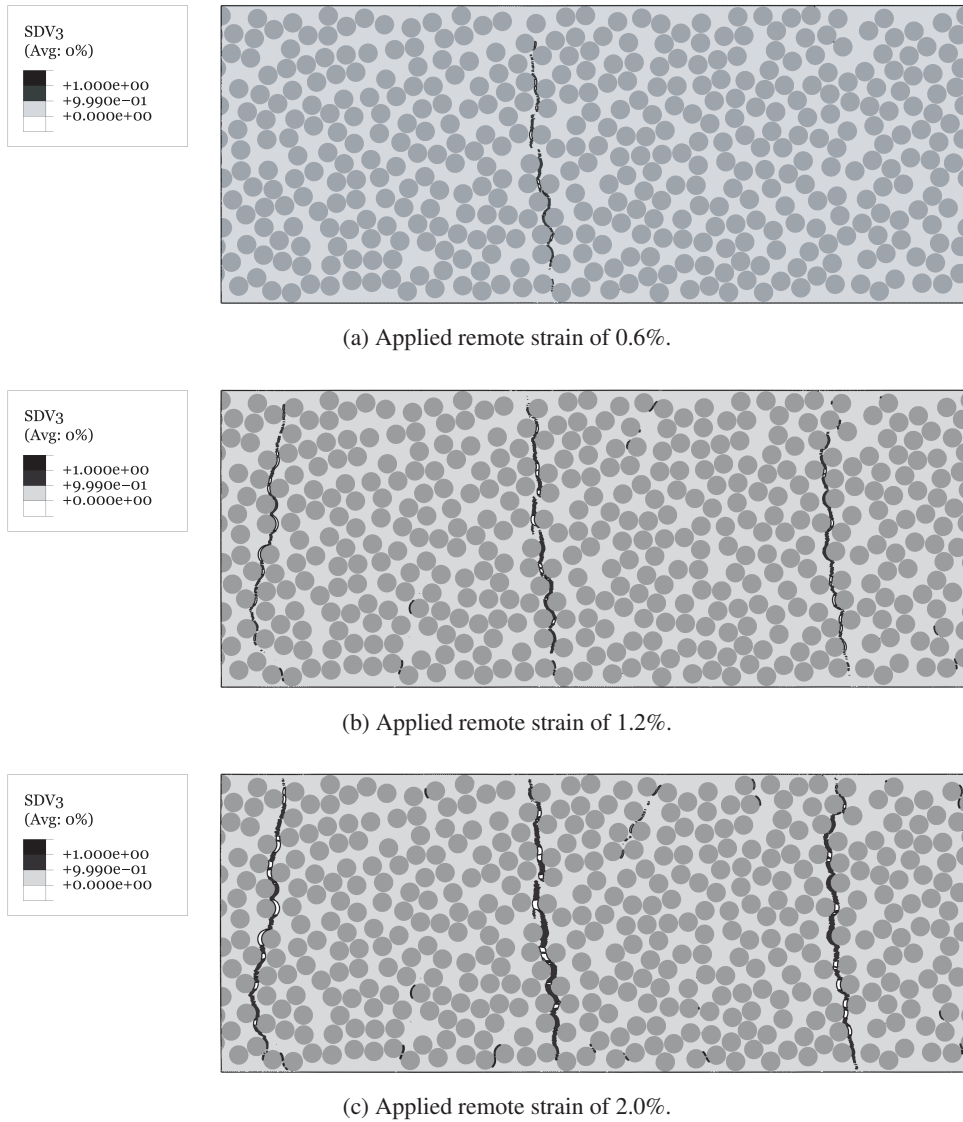 SDV3
(Avg: 0%)
+1.000e+00
+9.990e−01
+0.000e+00
(a) Applied remote strain of 0.6%.
SDV3
(Avg: 0%)
+1.000e+00
+9.990e−01
+0.000e+00
(b) Applied remote strain of 1.2%.
SDV3
(Avg: 0%)
+1.000e+00
+9.990e−01
+0.000e+00
(c) Applied remote strain of 2.0%.